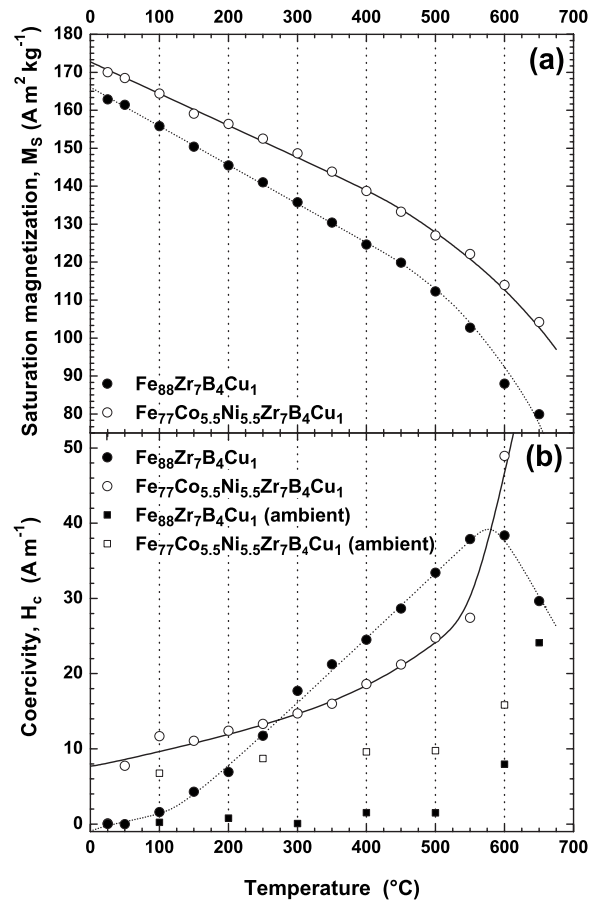 0 100 200 300 400 500 600 700
180
170
160
150
140
130
120
110
100
90
80
Saturation magnetization, M_S (A m² kg⁻¹)
(a)
Fe₈₈Zr₇B₄Cu₁
Fe₇₇Co₅.₅Ni₅.₅Zr₇B₄Cu₁
50
40
30
20
10
0
Coercivity, H_c (A m⁻¹)
(b)
Fe₈₈Zr₇B₄Cu₁
Fe₇₇Co₅.₅Ni₅.₅Zr₇B₄Cu₁
Fe₈₈Zr₇B₄Cu₁ (ambient)
Fe₇₇Co₅.₅Ni₅.₅Zr₇B₄Cu₁ (ambient)
0 100 200 300 400 500 600 700
Temperature (°C)